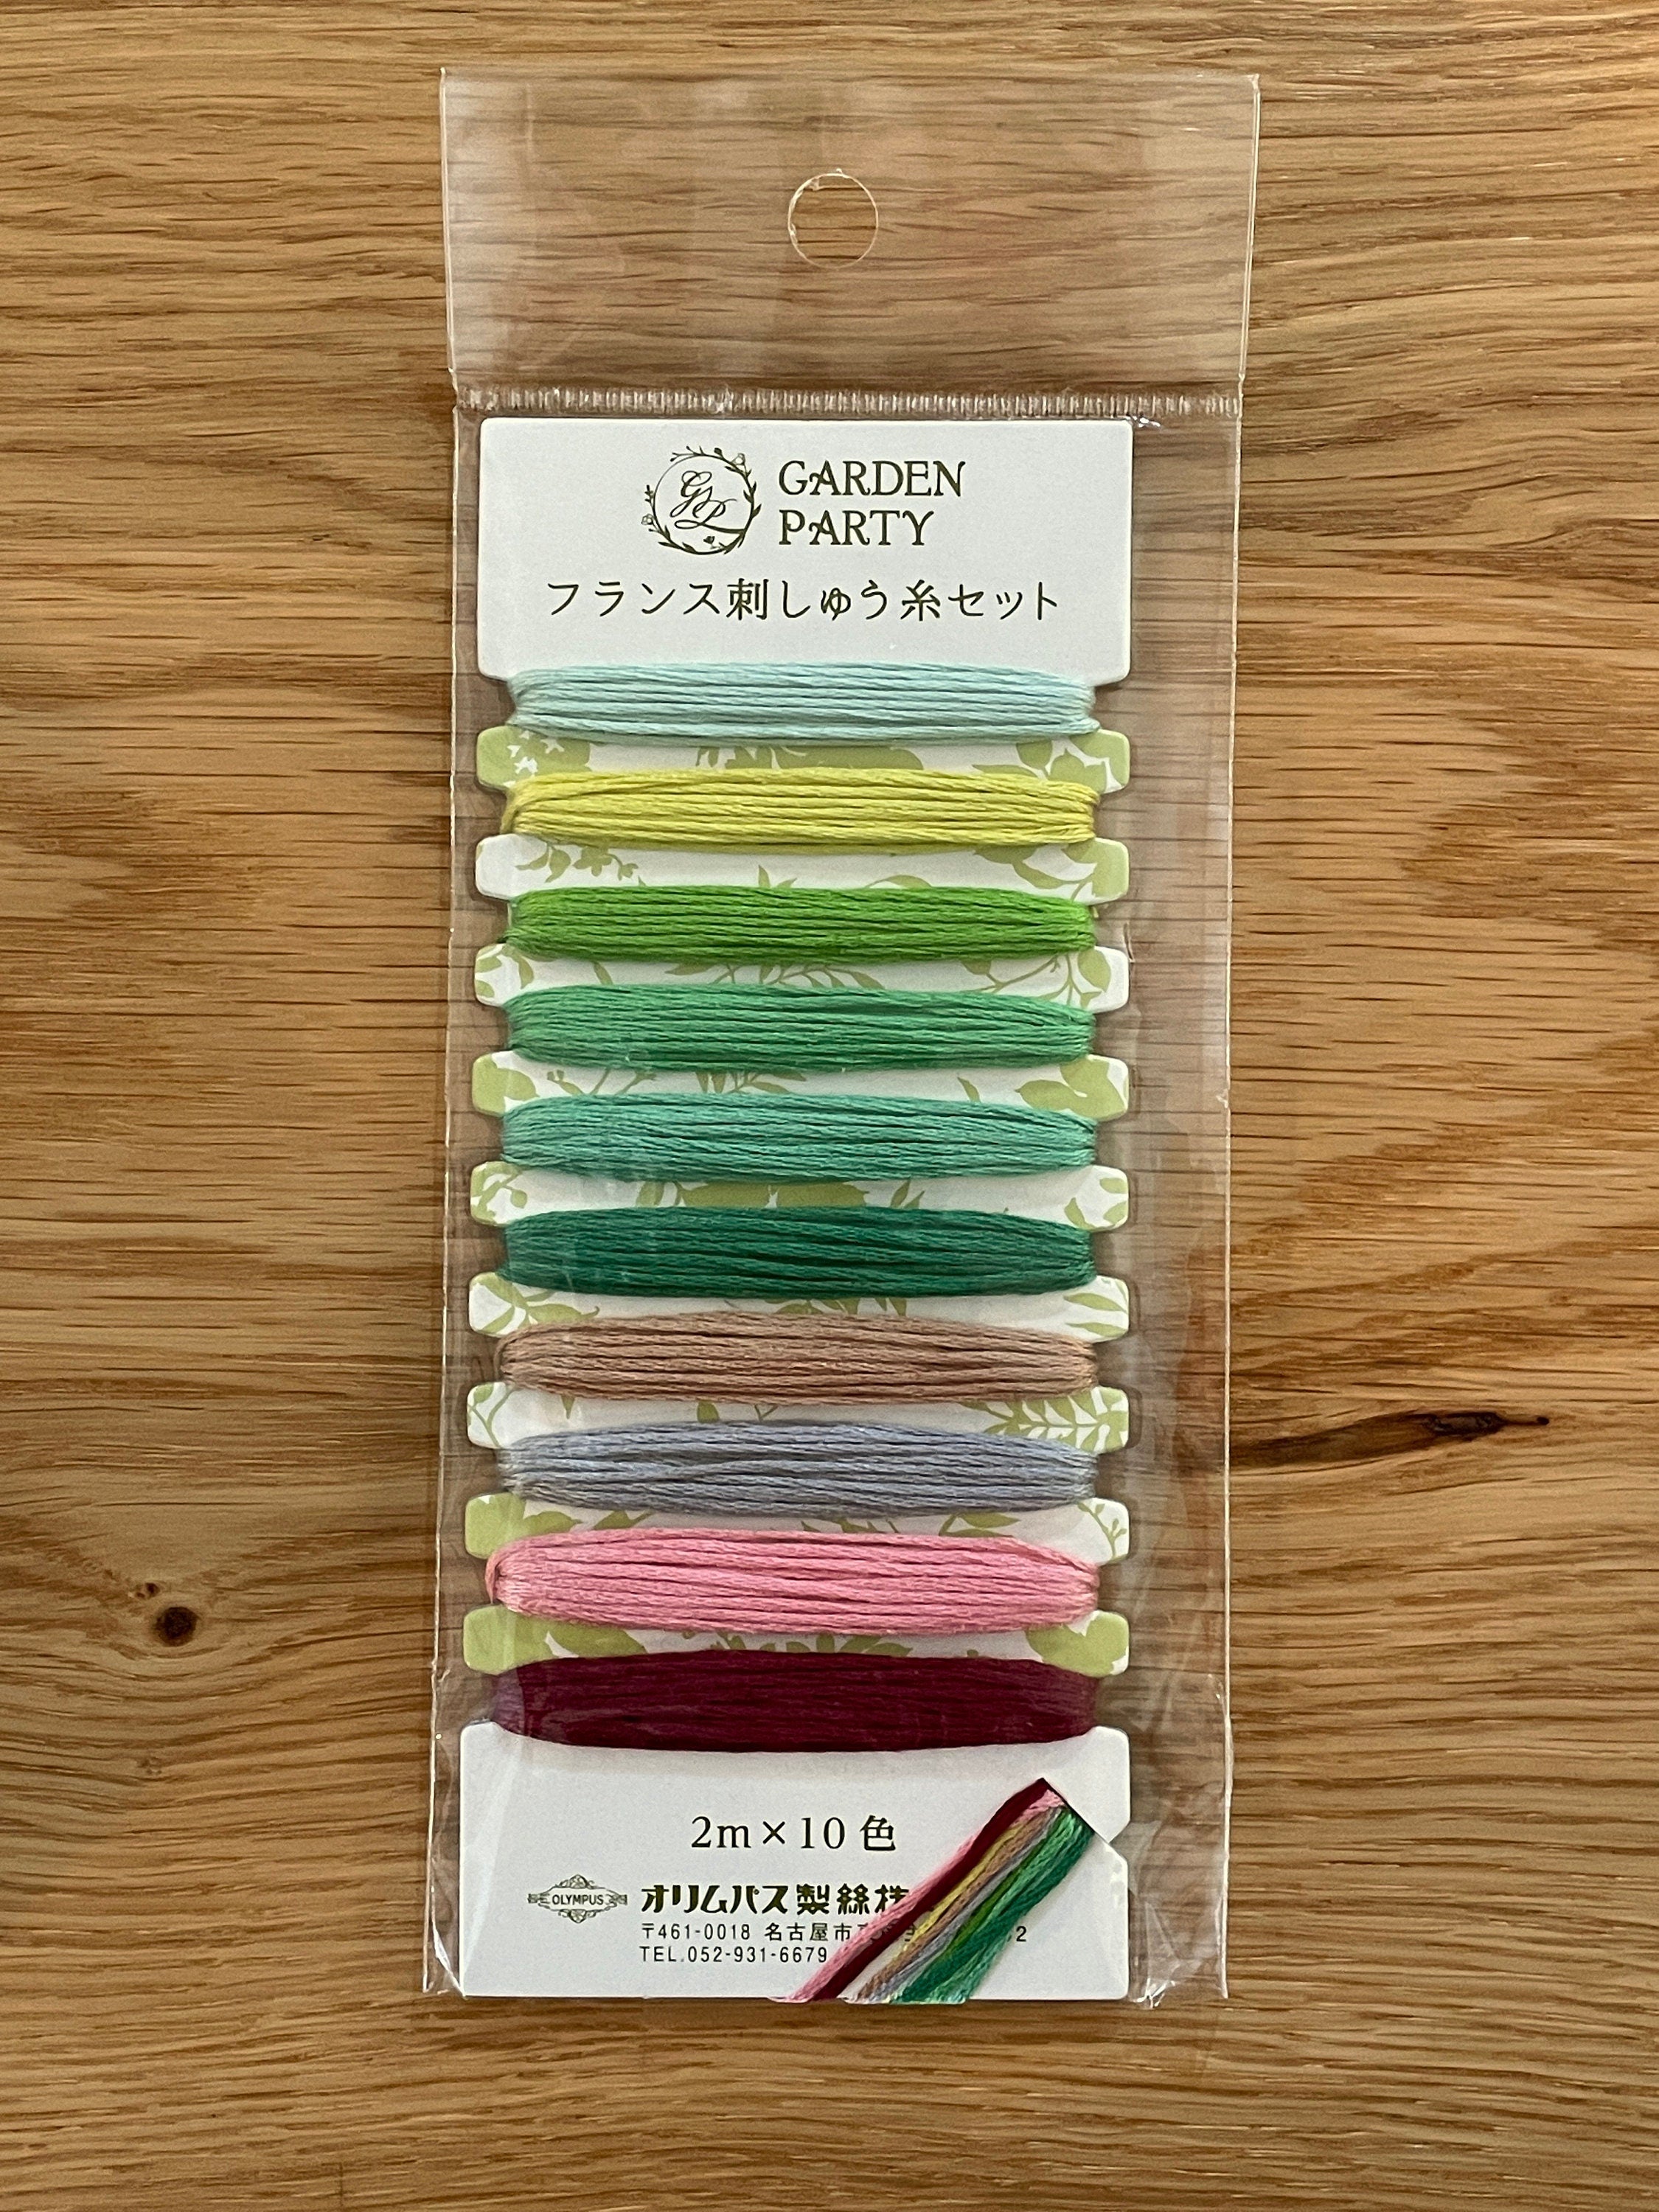 GP
GARDEN
PARTY
フランス刺しゅう糸セット
2m×10色
OLYMPUS
オリムパス製絲株
〒461-0018 名古屋市
TEL.052-931-6679